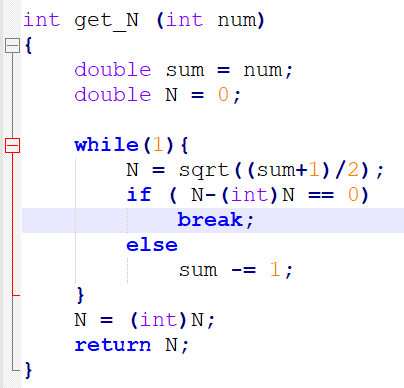 int get_N (int num)
{
    double sum = num;
    double N = 0;

    while(1){
        N = sqrt((sum+1)/2);
        if ( N-(int)N == 0)
            break;
        else
            sum -= 1;
    }
    N = (int)N;
    return N;
}